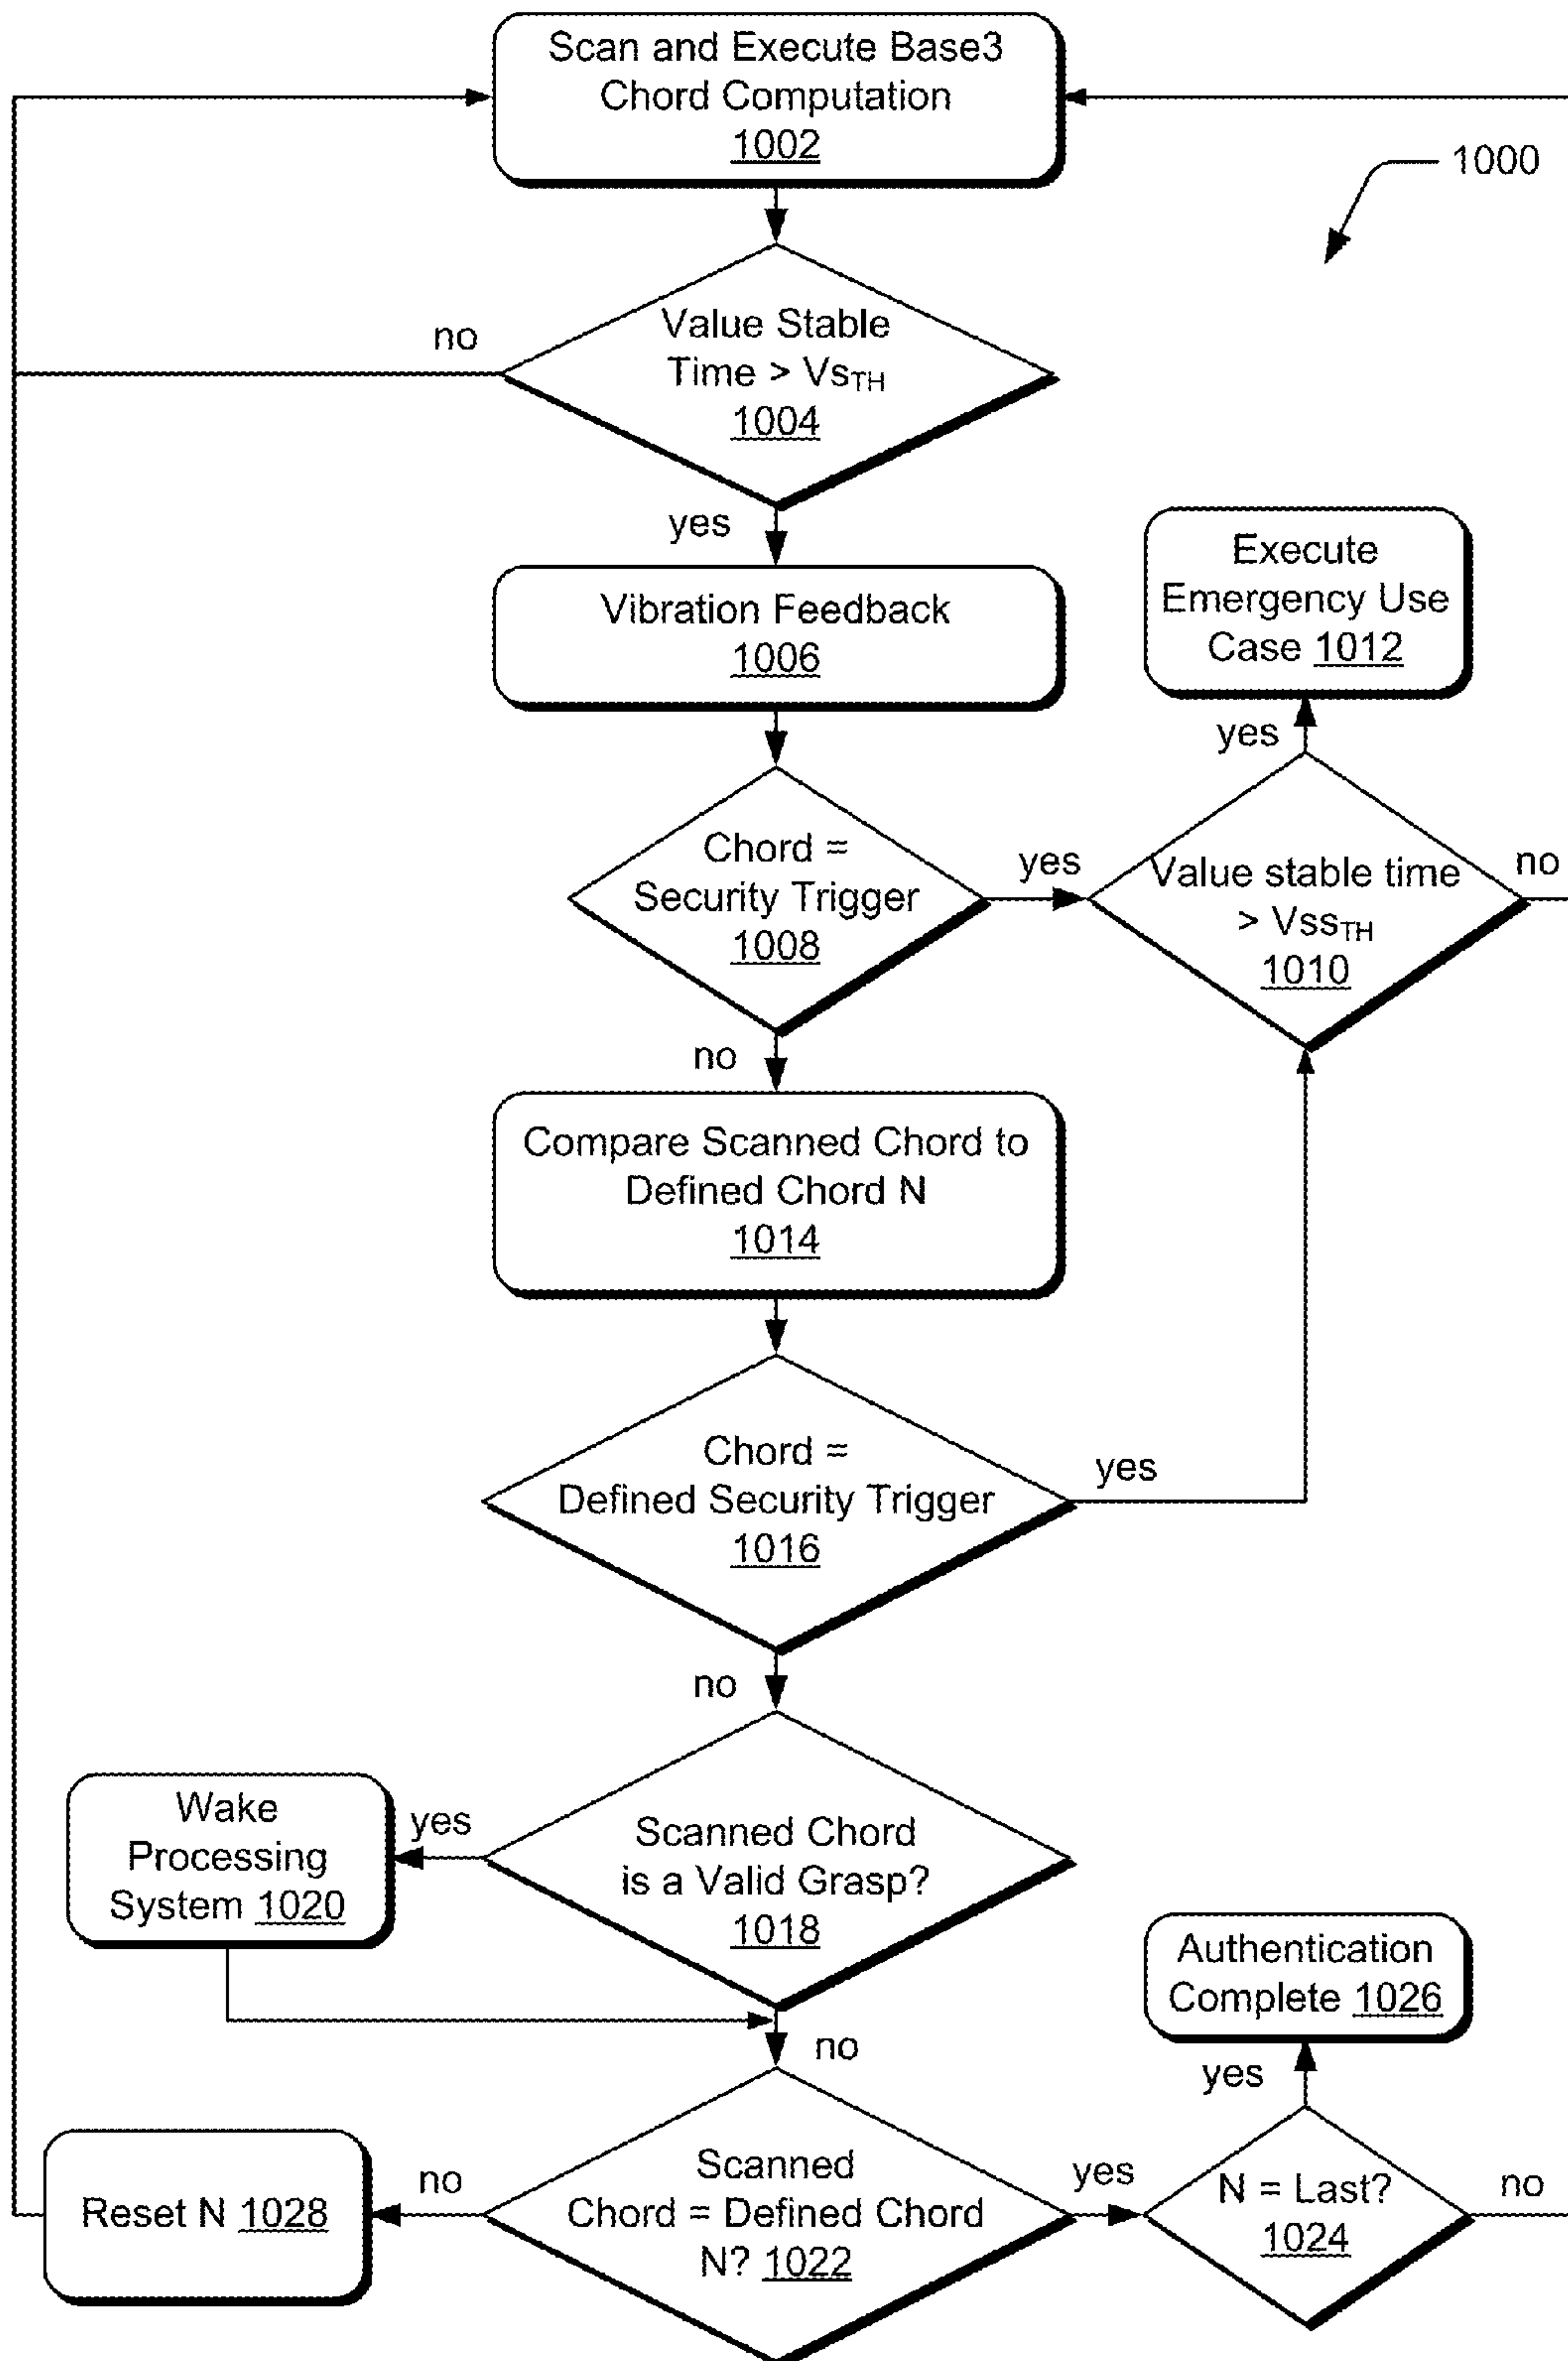 Scan and Execute Base3
Chord Computation
1002
1000
Value Stable
Time > VsTH
1004
no
yes
Vibration Feedback
1006
Execute
Emergency Use
Case 1012
yes
Chord =
Security Trigger
1008
yes
Value stable time
> VssTH
1010
no
no
Compare Scanned Chord to
Defined Chord N
1014
Chord =
Defined Security Trigger
1016
yes
no
Scanned Chord
is a Valid Grasp?
1018
yes
Wake
Processing
System 1020
no
Authentication
Complete 1026
yes
Scanned
Chord = Defined Chord
N? 1022
no
Reset N 1028
yes
N = Last?
1024
no